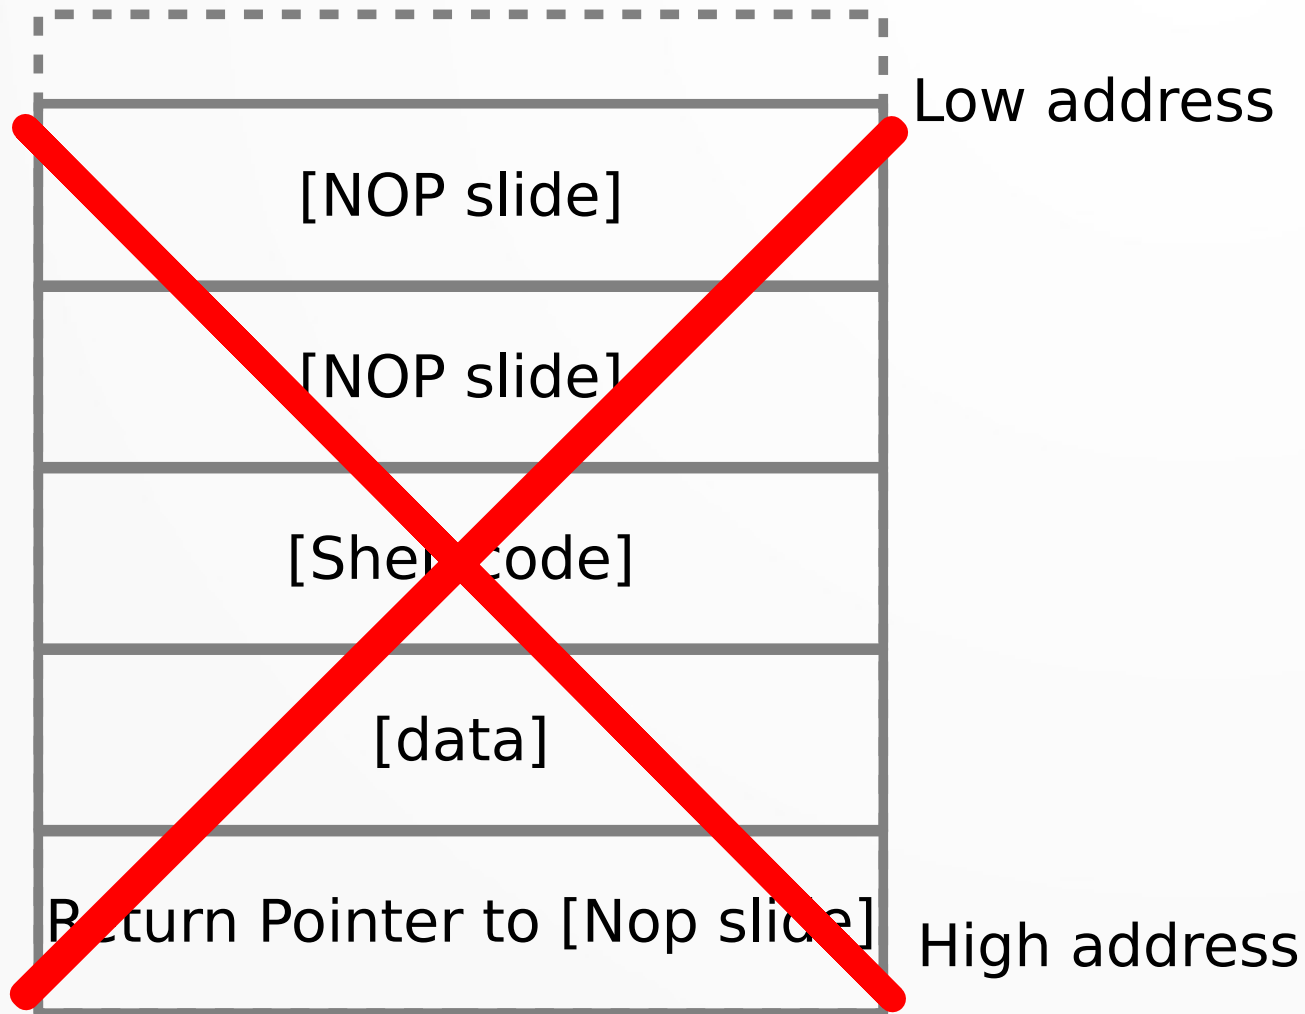 Low address
[NOP slide]
[NOP slide]
[Shellcode]
[data]
Return Pointer to [Nop slide]
High address